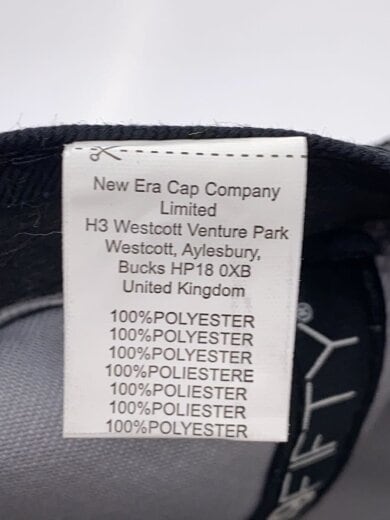 New Era Cap Company
Limited
H3 Westcott Venture Park
Westcott, Aylesbury,
Bucks HP18 0XB
United Kingdom
100%POLYESTER
100%POLYESTER
100%POLYESTER
100%POLIESTERE
100%POLIESTER
100%POLIESTER
100%POLYESTER
FIFTY®